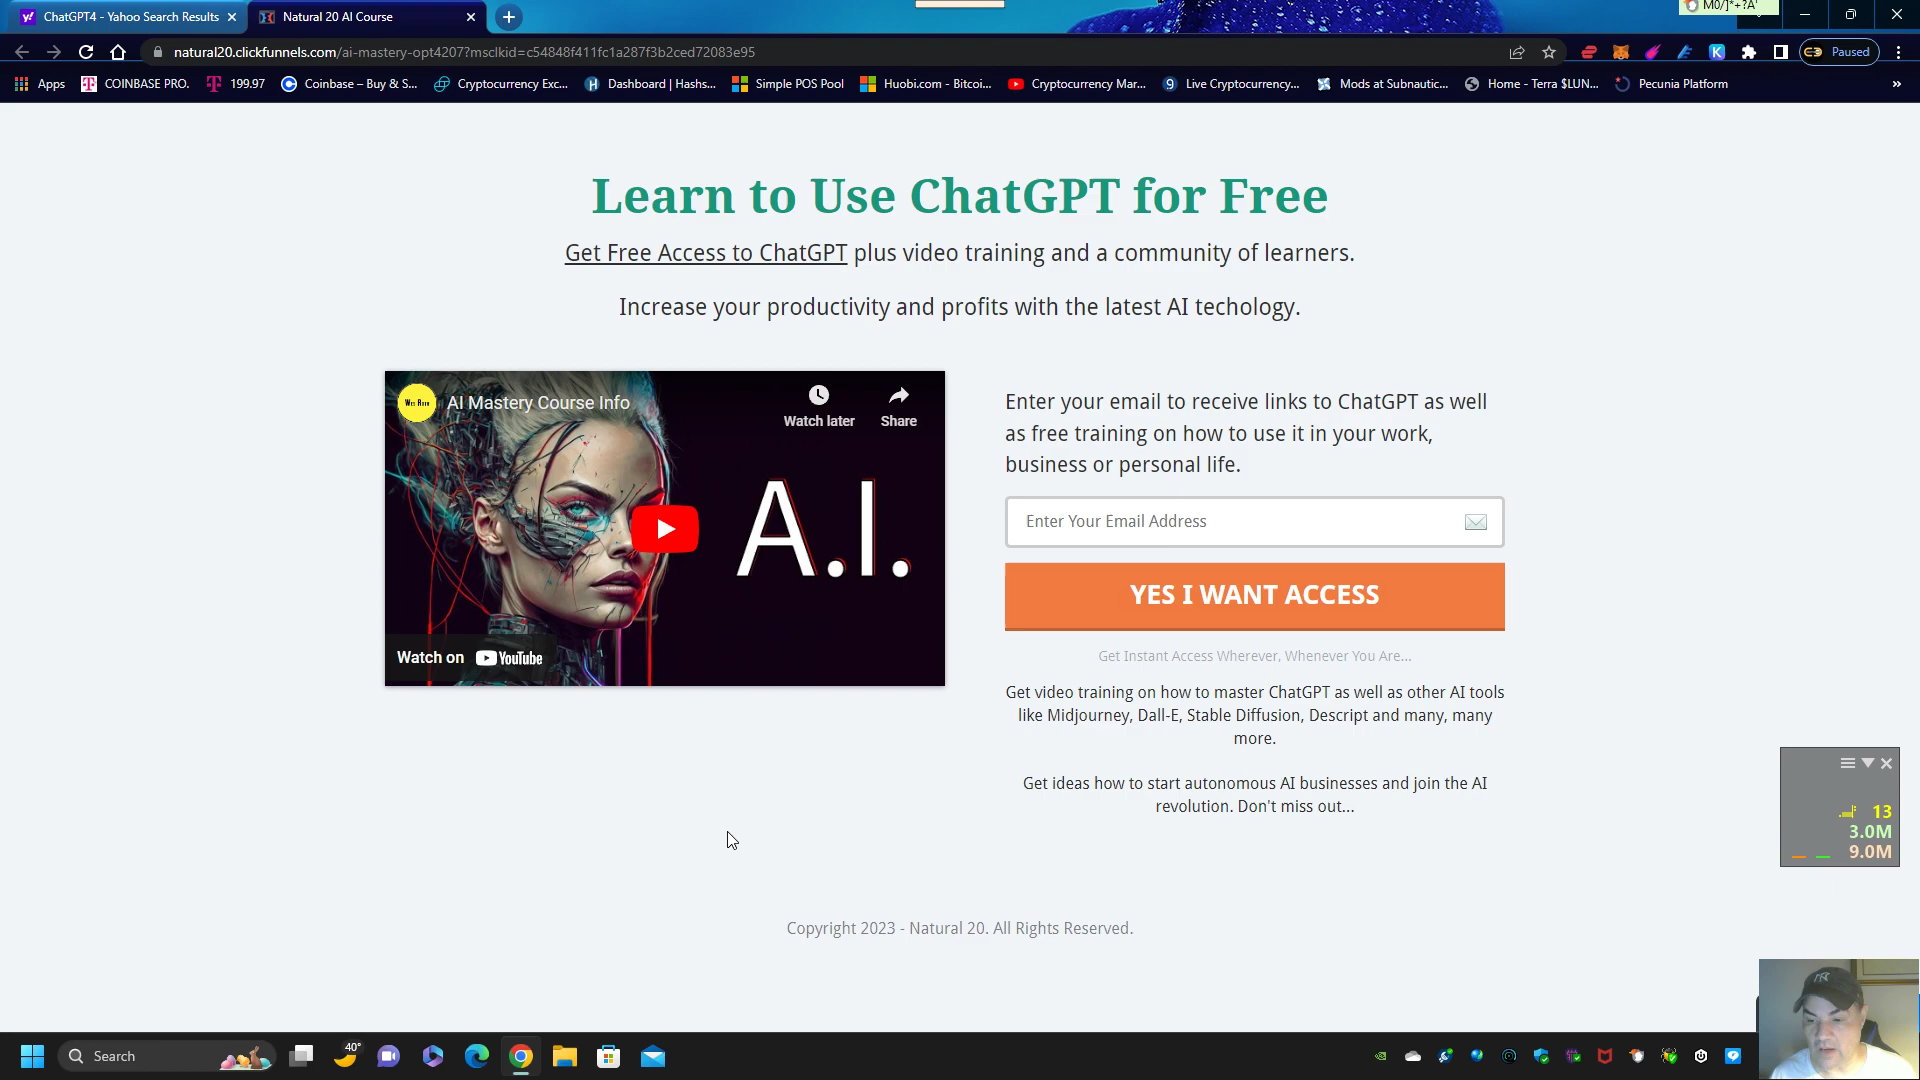 ChatGPT4 - Yahoo Search Results
Natural 20 AI Course
M0/]*+?A'
natural20.clickfunnels.com/ai-mastery-opt4207?msclkid=c54848f411fc1a287f3b2ced72083e95
Paused
Apps
COINBASE PRO.
199.97
Coinbase – Buy & S...
Cryptocurrency Exc...
Dashboard | Hashs...
Simple POS Pool
Huobi.com - Bitcoi...
Cryptocurrency Mar...
Live Cryptocurrency...
Mods at Subnautic...
Home - Terra $LUN...
Pecunia Platform
»
Learn to Use ChatGPT for Free
Get Free Access to ChatGPT plus video training and a community of learners.
Increase your productivity and profits with the latest AI techology.
AI Mastery Course Info
Watch later
Share
A.I.
Watch on YouTube
Enter your email to receive links to ChatGPT as well
as free training on how to use it in your work,
business or personal life.
Enter Your Email Address
YES I WANT ACCESS
Get Instant Access Wherever, Whenever You Are...
Get video training on how to master ChatGPT as well as other AI tools
like Midjourney, Dall-E, Stable Diffusion, Descript and many, many
more.
Get ideas how to start autonomous AI businesses and join the AI
revolution. Don't miss out...
13
3.0M
9.0M
Copyright 2023 - Natural 20. All Rights Reserved.
Search
40°